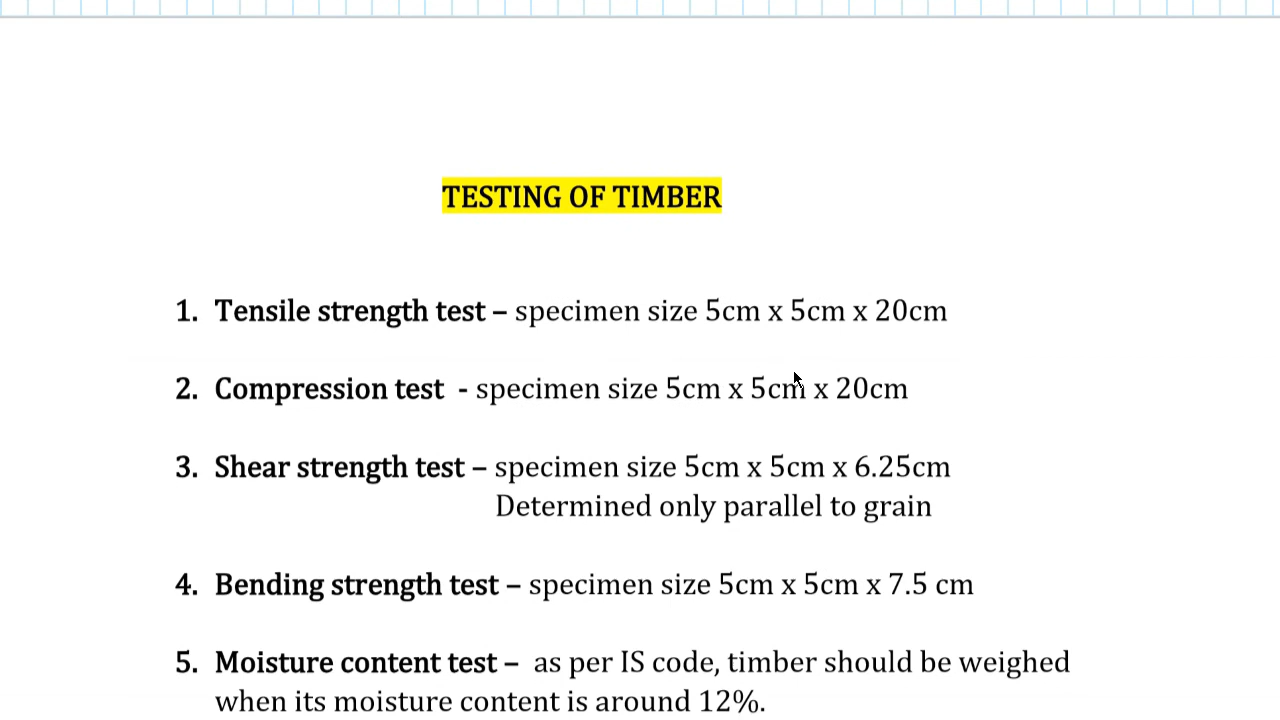 TESTING OF TIMBER
1. Tensile strength test – specimen size 5cm x 5cm x 20cm
2. Compression test - specimen size 5cm x 5cm x 20cm
3. Shear strength test – specimen size 5cm x 5cm x 6.25cm
Determined only parallel to grain
4. Bending strength test – specimen size 5cm x 5cm x 7.5 cm
5. Moisture content test – as per IS code, timber should be weighed
when its moisture content is around 12%.